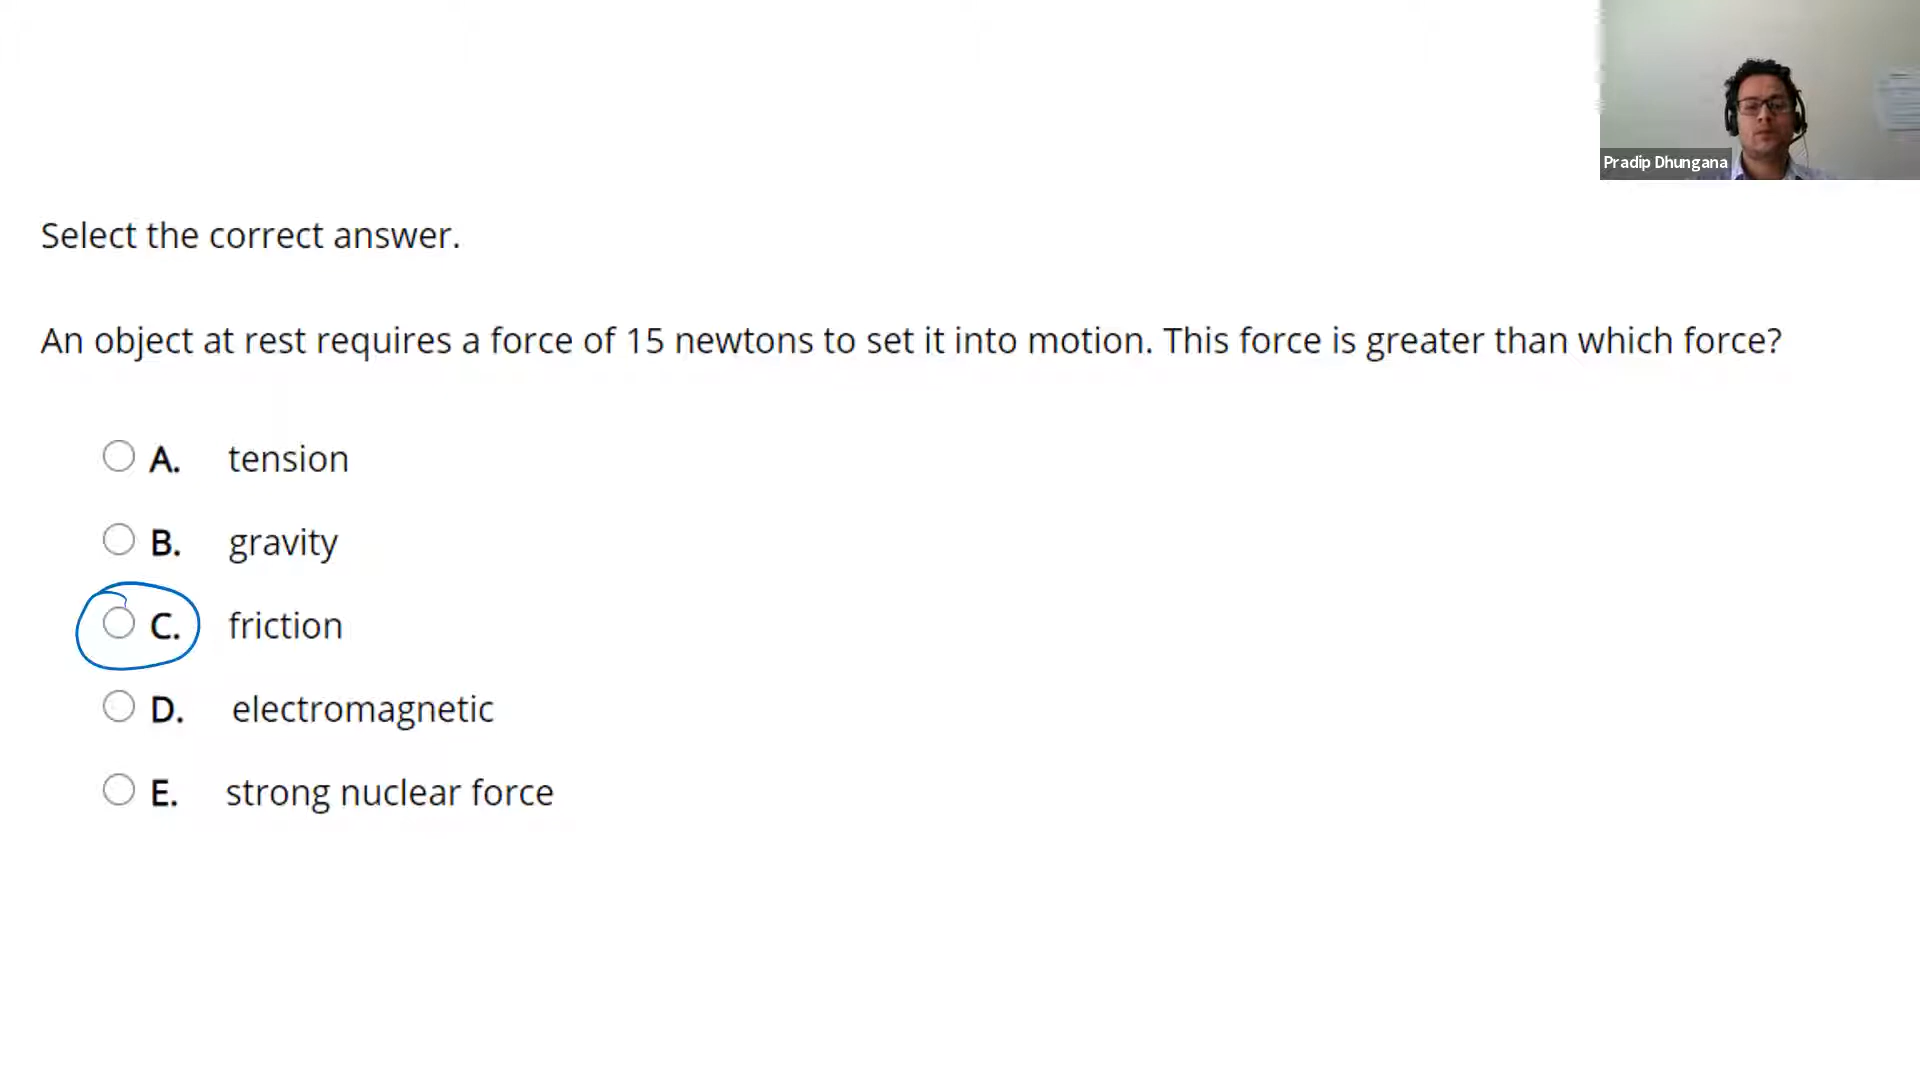 Pradip Dhungana
Select the correct answer.
An object at rest requires a force of 15 newtons to set it into motion. This force is greater than which force?
A. tension
B. gravity
C. friction
D. electromagnetic
E. strong nuclear force